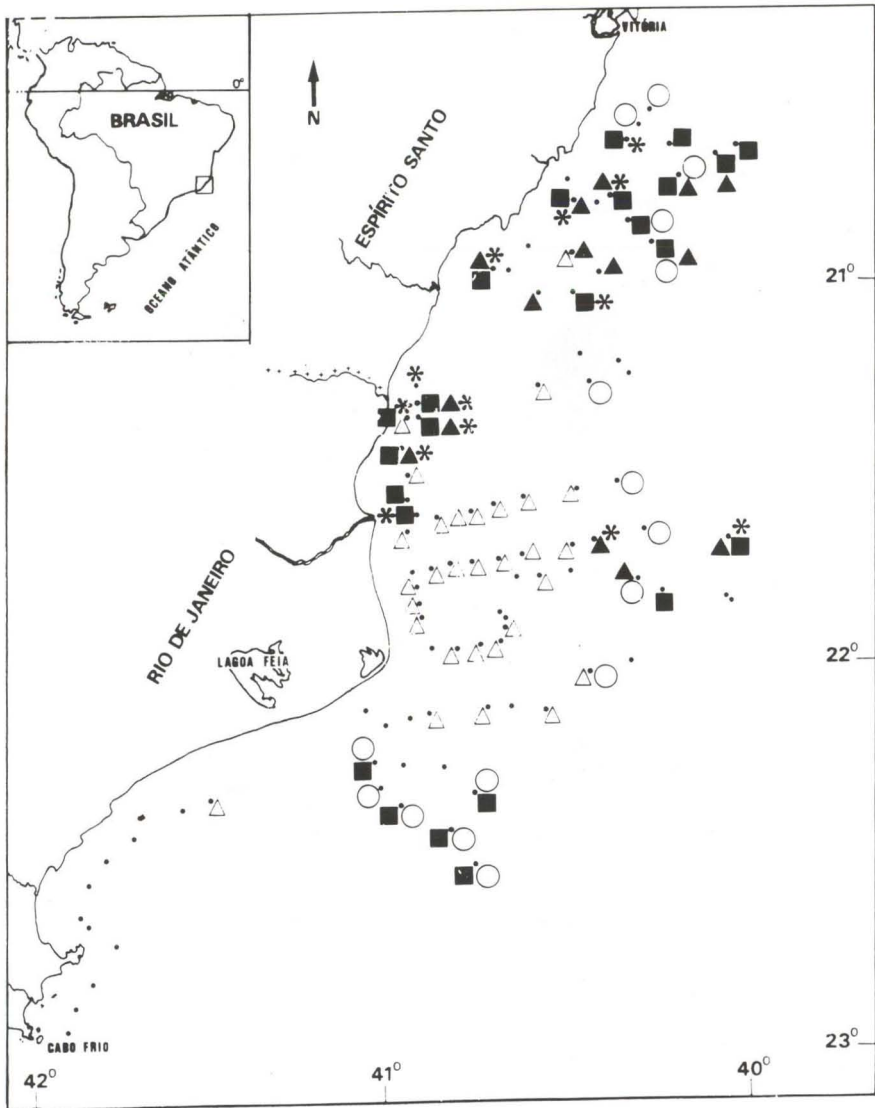 VITÓRIA
0°
BRASIL
N
ESPÍRITO SANTO
OCEANO ATÂNTICO
21°
RIO DE JANEIRO
LAGOA FEIA
22°
CABO FRIO
23°
42°
41°
40°